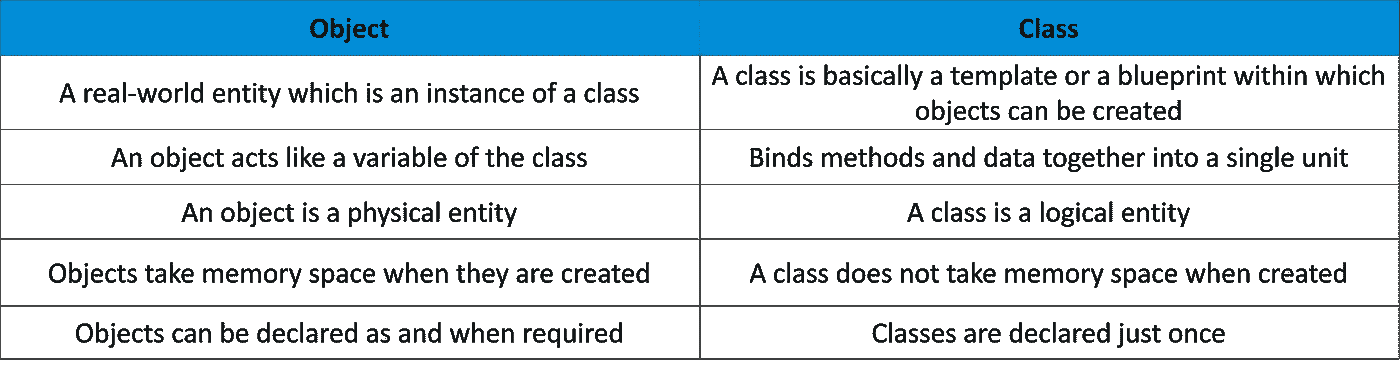 Object
Class
A real-world entity which is an instance of a class
A class is basically a template or a blueprint within which
objects can be created
An object acts like a variable of the class
Binds methods and data together into a single unit
An object is a physical entity
A class is a logical entity
Objects take memory space when they are created
A class does not take memory space when created
Objects can be declared as and when required
Classes are declared just once